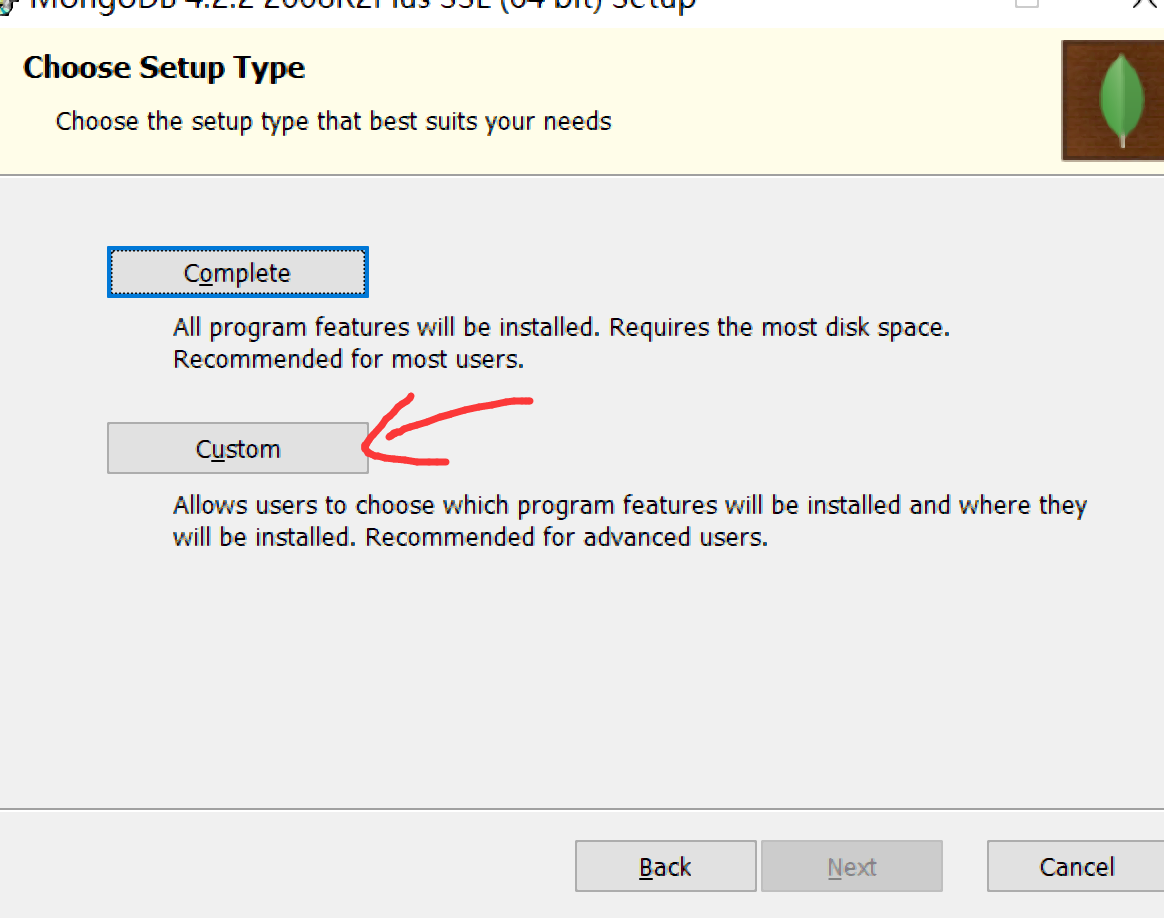 MongoDB 4.2.2 2008R2Plus SSL (64 bit) Setup
Choose Setup Type
Choose the setup type that best suits your needs
Complete
All program features will be installed. Requires the most disk space.
Recommended for most users.
Custom
Allows users to choose which program features will be installed and where they
will be installed. Recommended for advanced users.
Back
Next
Cancel